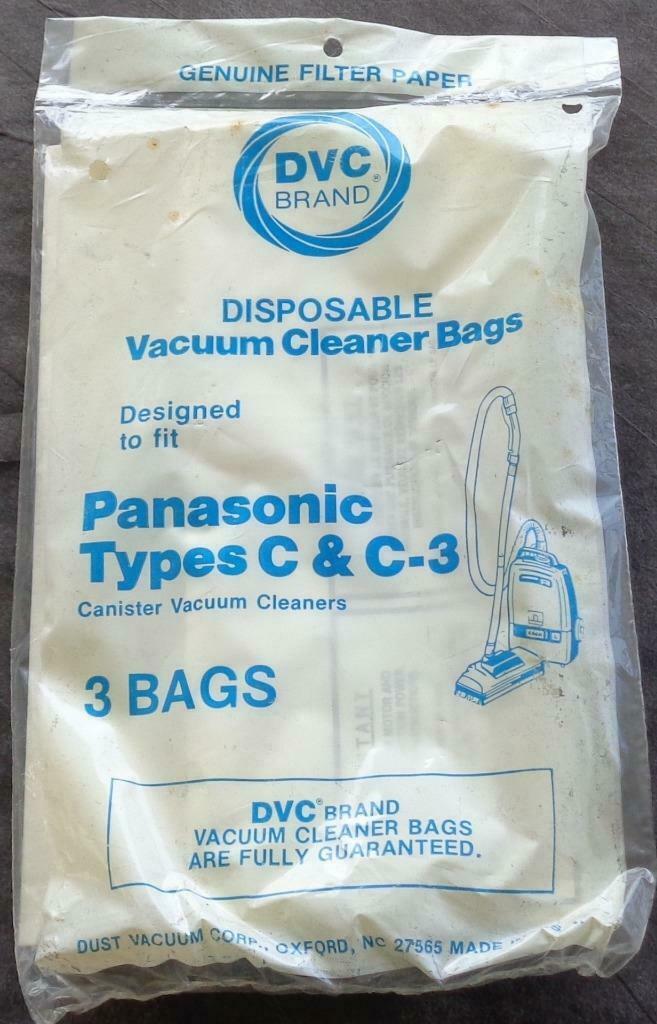 GENUINE FILTER PAPER
DVC®
BRAND
DISPOSABLE
Vacuum Cleaner Bags
Designed
to fit
Panasonic
Types C & C-3
Canister Vacuum Cleaners
3 BAGS
DVC® BRAND
VACUUM CLEANER BAGS
ARE FULLY GUARANTEED.
DUST VACUUM CORP., OXFORD, NC 27565 MADE